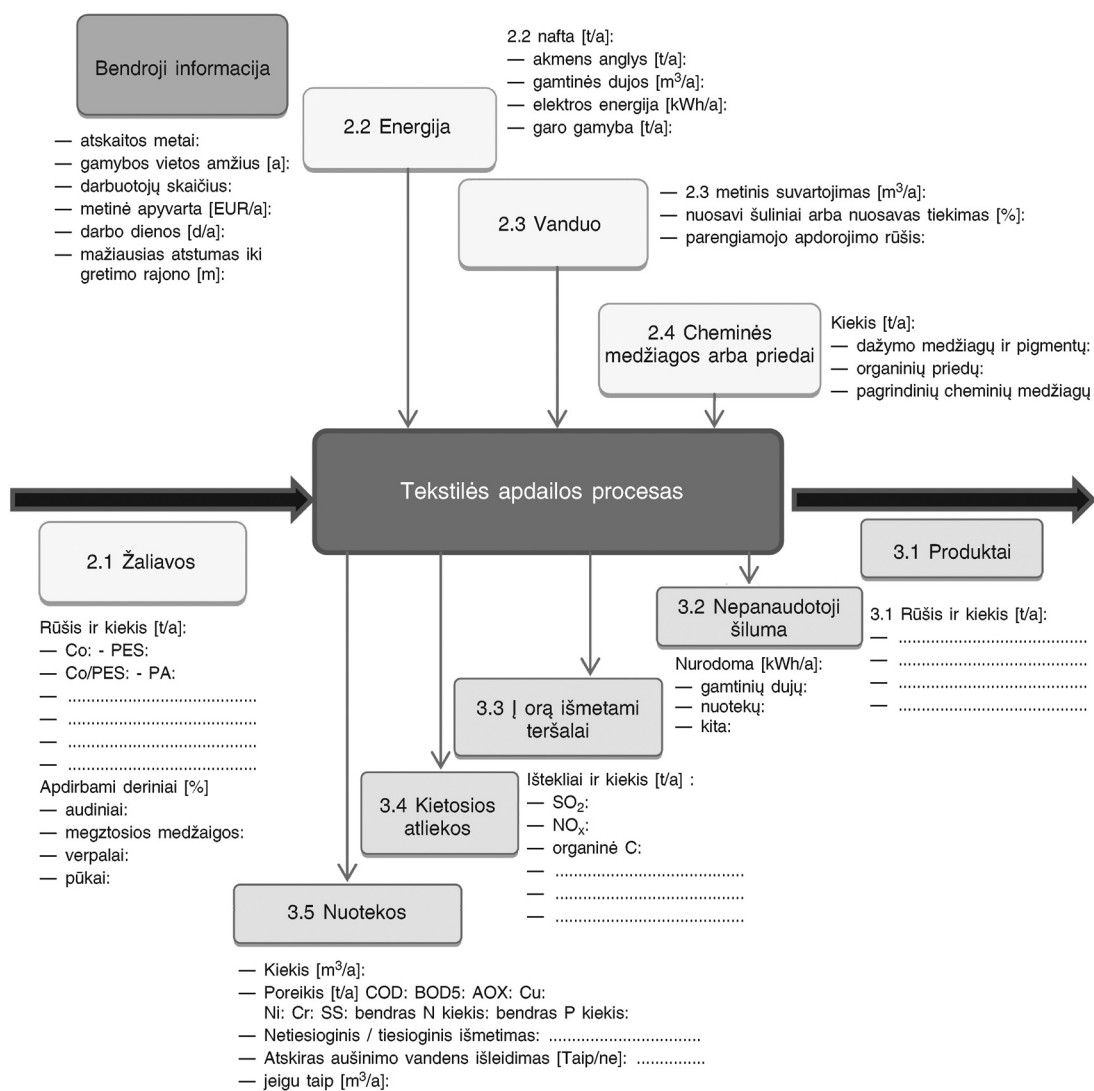 Bendroji informacija
— atskaitos metai:
— gamybos vietos amžius [a]:
— darbuotojų skaičius:
— metinė apyvarta [EUR/a]:
— darbo dienos [d/a]:
— mažiausias atstumas iki
gretimo rajono [m]:
2.2 Energija
2.2 nafta [t/a]:
— akmens anglys [t/a]:
— gamtinės dujos [m³/a]:
— elektros energija [kWh/a]:
— garo gamyba [t/a]:
2.3 Vanduo
— 2.3 metinis suvartojimas [m³/a]:
— nuosavi šuliniai arba nuosavas tiekimas [%]:
— parengiamojo apdorojimo rūšis:
2.4 Cheminės
medžiagos arba priedai
Kiekis [t/a]:
— dažymo medžiagų ir pigmentų:
— organinių priedų:
— pagrindinių cheminių medžiagų
Tekstilės apdailos procesas
2.1 Žaliavos
Rūšis ir kiekis [t/a]:
— Co: - PES:
— Co/PES: - PA:
— ........................................
— ........................................
— ........................................
— ........................................
Apdirbami deriniai [%]
— audiniai:
— megztosios medžaigos:
— verpalai:
— pūkai:
3.1 Produktai
3.1 Rūšis ir kiekis [t/a]:
— ........................................
— ........................................
— ........................................
— ........................................
3.2 Nepanaudotoji
šiluma
Nurodoma [kWh/a]:
— gamtinių dujų:
— nuotekų:
— kita:
3.3 Į orą išmetami
teršalai
Ištekliai ir kiekis [t/a] :
— SO₂:
— NOₓ:
— organinė C:
— ........................................
— ........................................
— ........................................
3.4 Kietosios
atliekos
3.5 Nuotekos
— Kiekis [m³/a]:
— Poreikis [t/a] COD: BOD5: AOX: Cu:
Ni: Cr: SS: bendras N kiekis: bendras P kiekis:
— Netiesioginis / tiesioginis išmetimas: ................................
— Atskiras aušinimo vandens išleidimas [Taip/ne]: ...............
— jeigu taip [m³/a]: